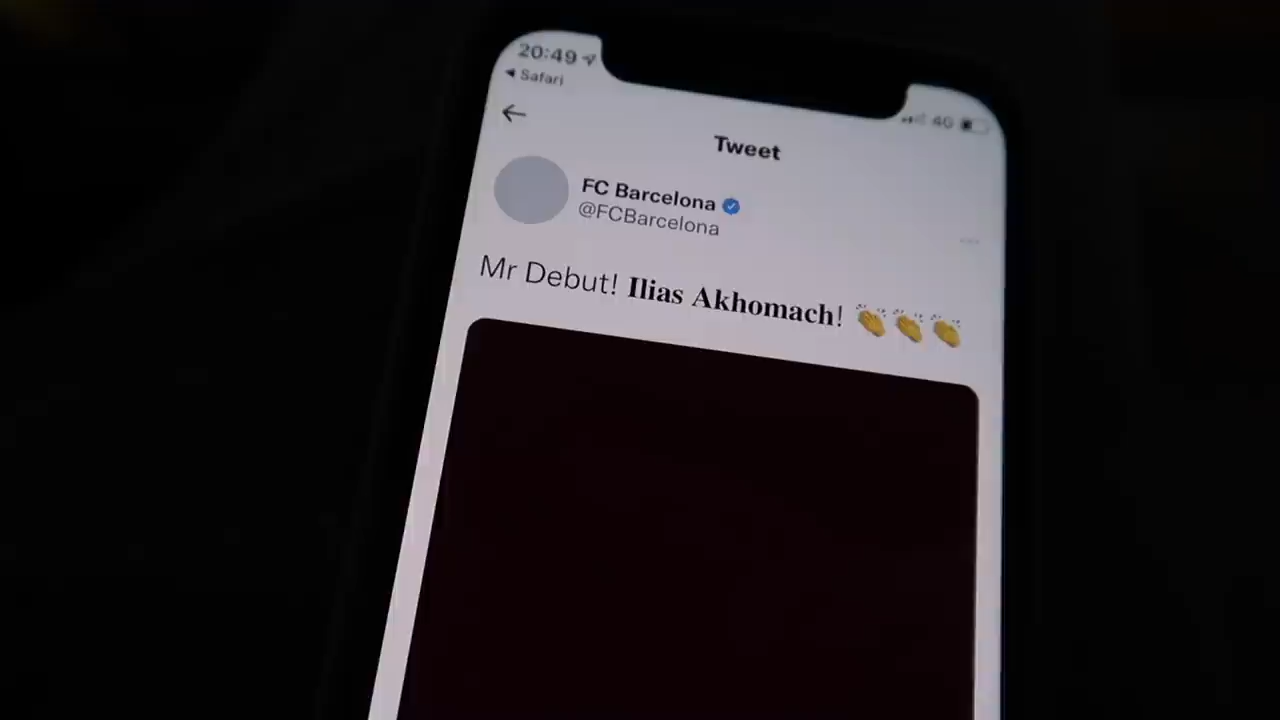 20:49
◀ Safari
4G
Tweet
FC Barcelona
@FCBarcelona
Mr Debut! Ilias Akhomach! 👏👏👏